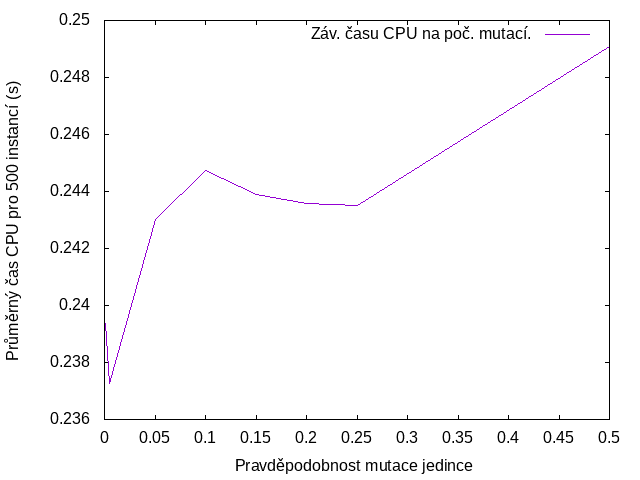 Záv. času CPU na poč. mutací.
Průměrný čas CPU pro 500 instancí (s)
0.25
0.248
0.246
0.244
0.242
0.24
0.238
0.236
0 0.05 0.1 0.15 0.2 0.25 0.3 0.35 0.4 0.45 0.5
Pravděpodobnost mutace jedince